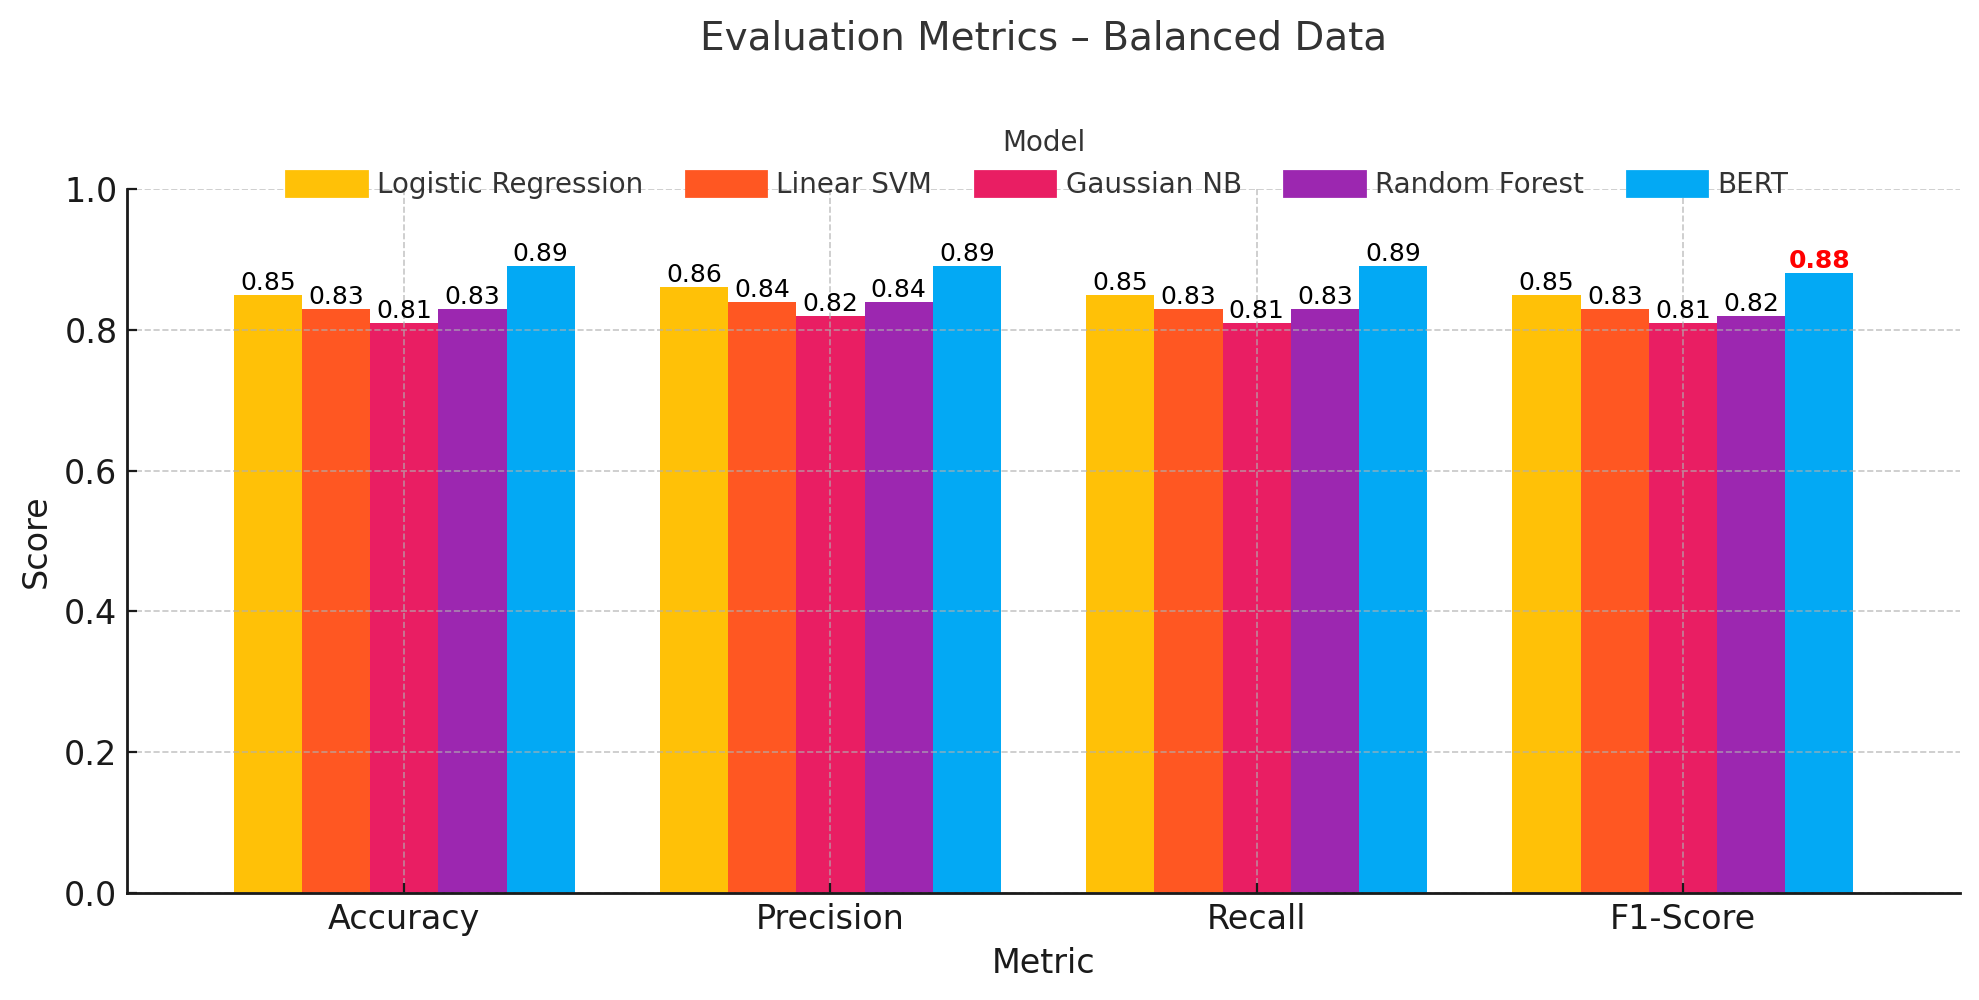 Evaluation Metrics – Balanced Data
Model
Logistic Regression Linear SVM Gaussian NB Random Forest BERT
1.0
0.8
0.6
0.4
0.2
0.0
Score
0.85 0.83 0.81 0.83 0.89
0.86 0.84 0.82 0.84 0.89
0.85 0.83 0.81 0.83 0.89
0.85 0.83 0.81 0.82 0.88
Accuracy Precision Recall F1-Score
Metric